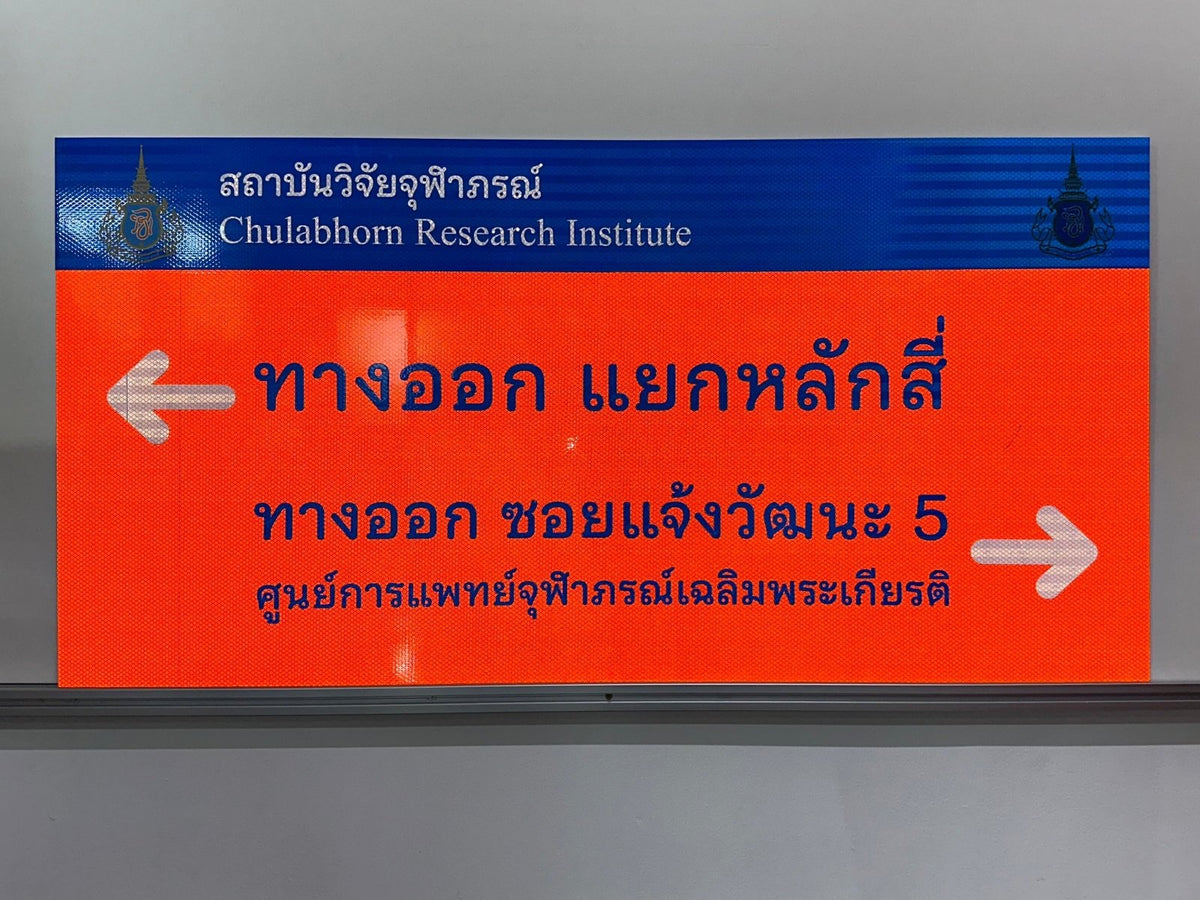 สถาบันวิจัยจุฬาภรณ์
Chulabhorn Research Institute
ทางออก แยกหลักสี่
ทางออก ซอยแจ้งวัฒนะ 5
ศูนย์การแพทย์จุฬาภรณ์เฉลิมพระเกียรติ